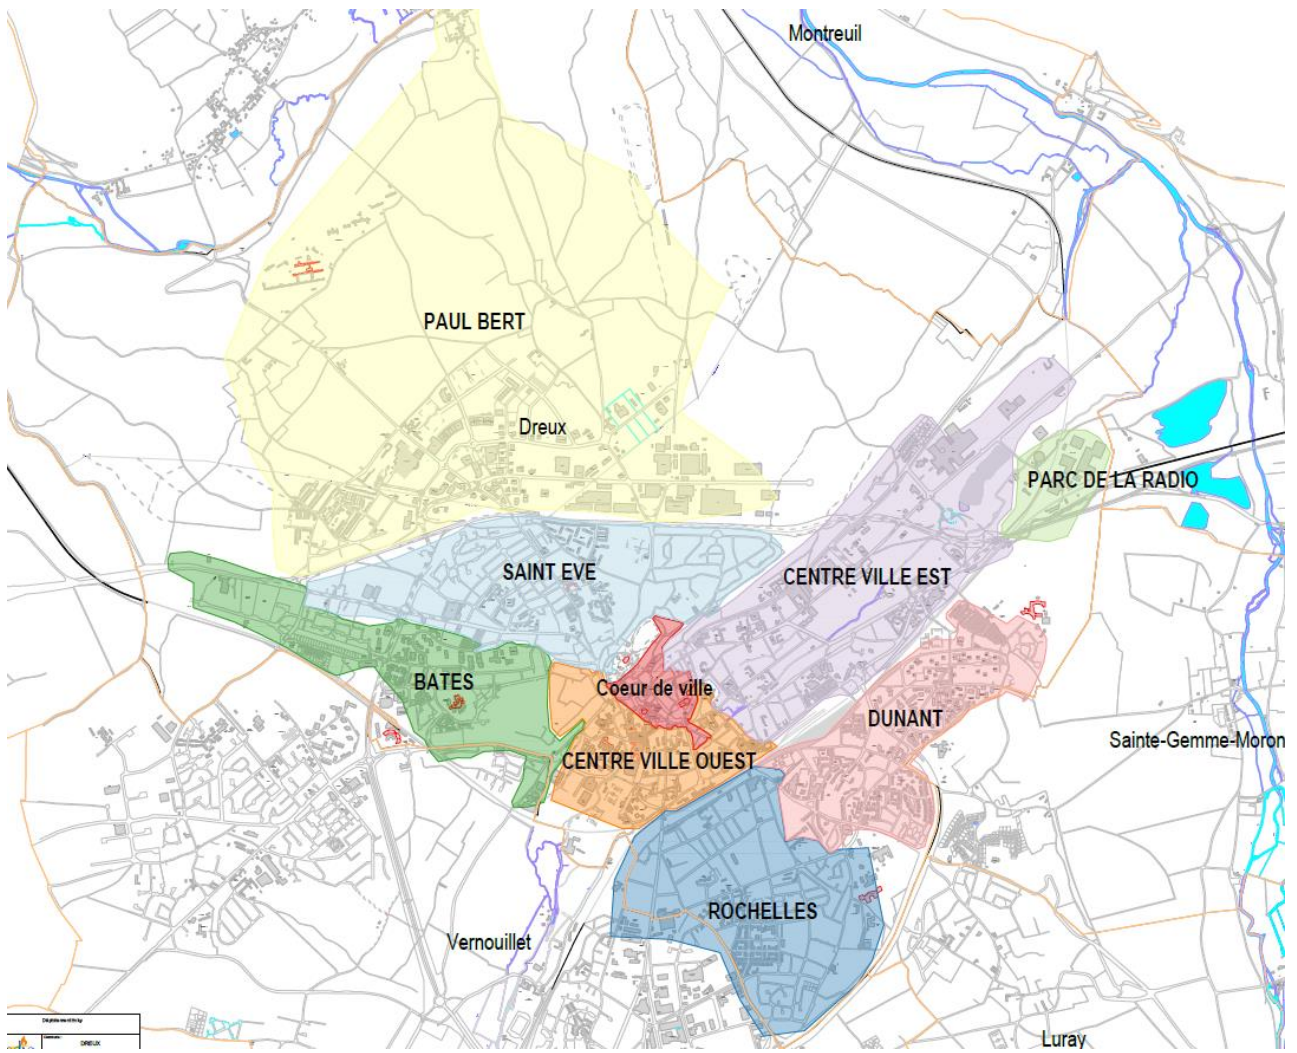 Montreuil
PAUL BERT
Dreux
PARC DE LA RADIO
SAINT EVE
CENTRE VILLE EST
BATES
Coeur de ville
DUNANT
CENTRE VILLE OUEST
Sainte-Gemme-Moron
ROCHELLES
Vernouillet
DREUX
Luray